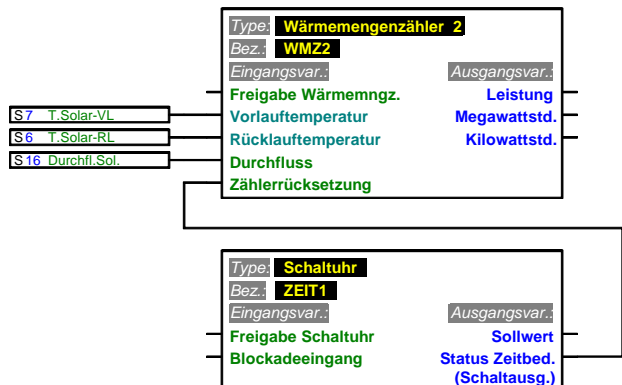 Type: Wärmemengenzähler 2
Bez.: WMZ2
Eingangsvar.: Ausgangsvar.:
Freigabe Wärmemngz. Leistung
S7 T.Solar-VL Vorlauftemperatur Megawattstd.
S6 T.Solar-RL Rücklauftemperatur Kilowattstd.
S16 Durchfl.Sol. Durchfluss
Zählerrücksetzung
Type: Schaltuhr
Bez.: ZEIT1
Eingangsvar.: Ausgangsvar.:
Freigabe Schaltuhr Sollwert
Blockadeeingang Status Zeitbed.
(Schaltausg.)